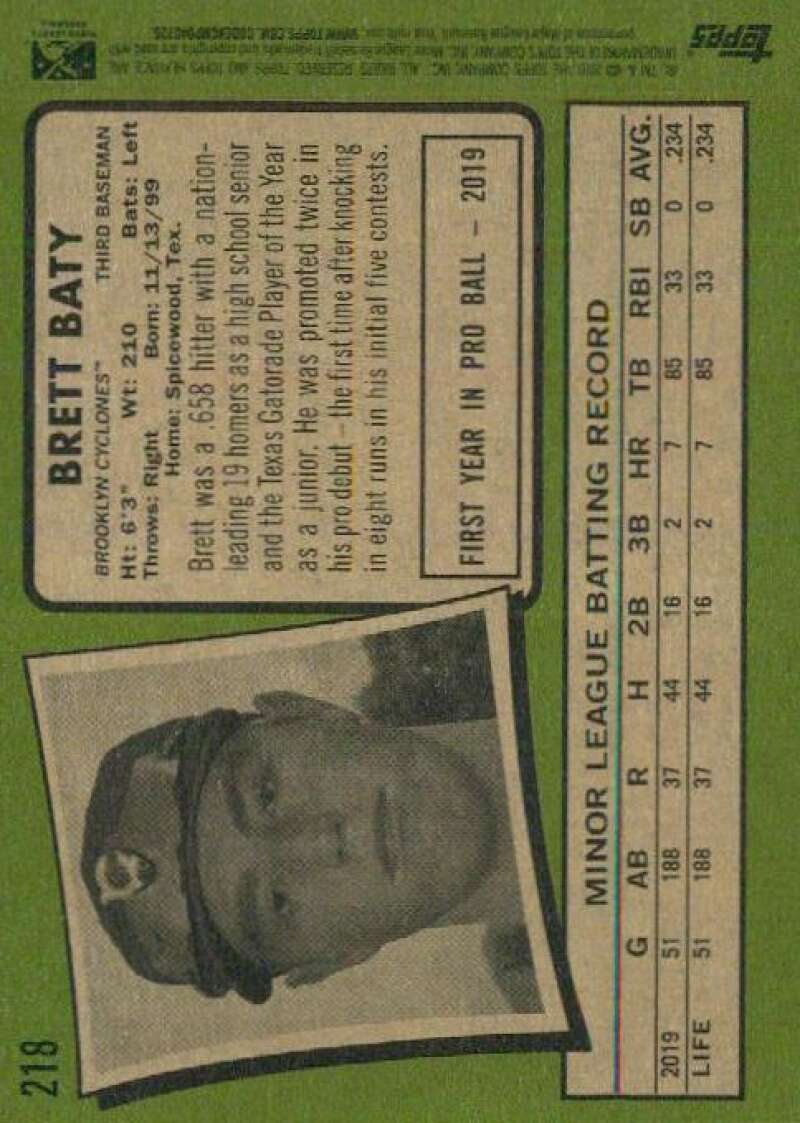 218
BRETT BATY
BROOKLYN CYCLONES™ THIRD BASEMAN
Ht: 6'3" Wt: 210 Bats: Left
Throws: Right Born: 11/13/99
Home: Spicewood, Tex.
Brett was a .658 hitter with a nation-
leading 19 homers as a high school senior
and the Texas Gatorade Player of the Year
as a junior. He was promoted twice in
his pro debut – the first time after knocking
in eight runs in his initial five contests.
FIRST YEAR IN PRO BALL – 2019
MINOR LEAGUE BATTING RECORD
G AB R H 2B 3B HR TB RBI SB AVG.
2019 51 188 37 44 16 2 7 85 33 0 .234
LIFE 51 188 37 44 16 2 7 85 33 0 .234
topps